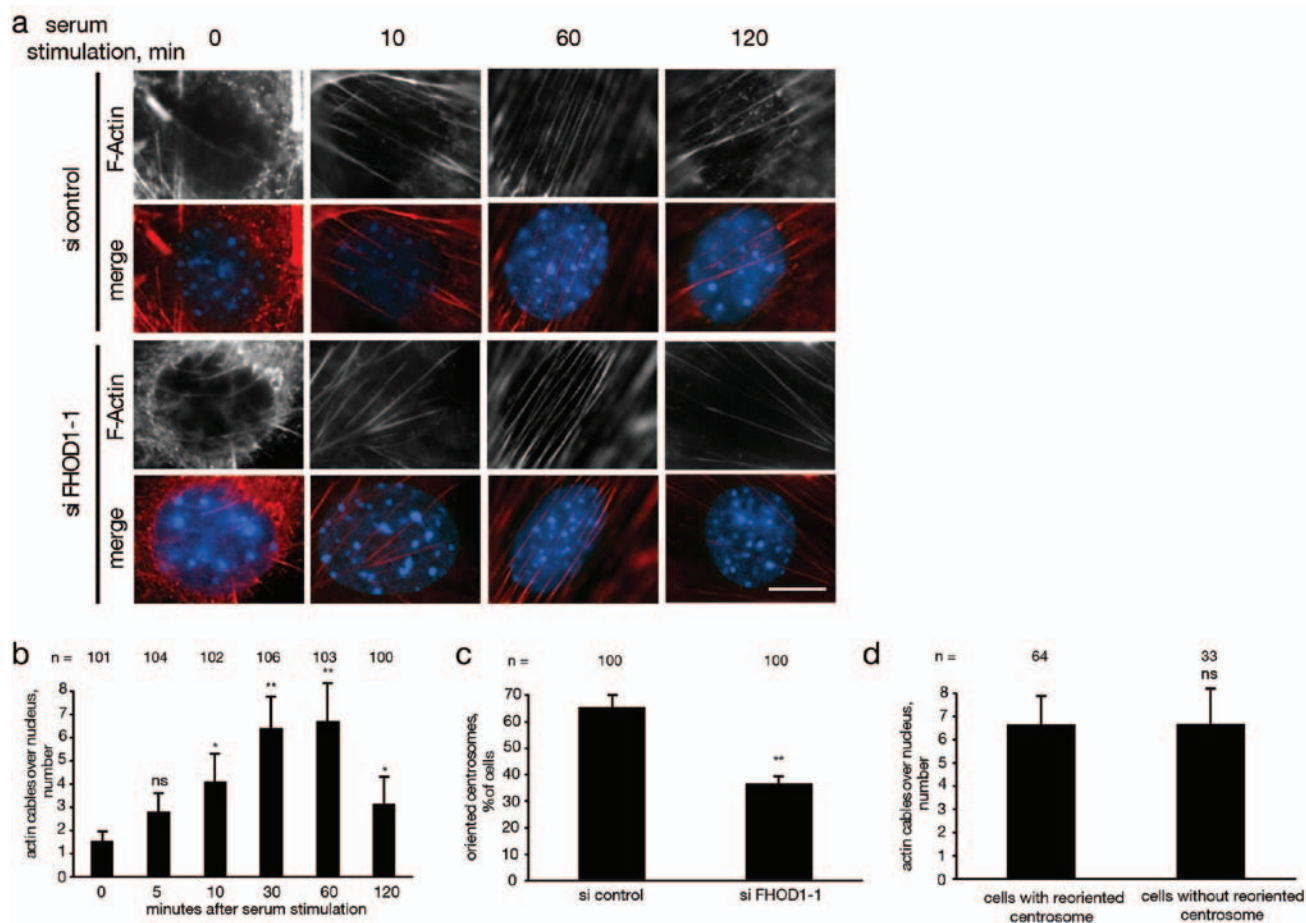 a serum stimulation, min 0 10 60 120
si control
F-Actin
merge
si FHOD1-1
F-Actin
merge
b
n = 101 104 102 106 103 100
actin cables over nucleus, number
8
7
6
5
4
3
2
1
0
ns
*
**
**
*
0 5 10 30 60 120
minutes after serum stimulation
c
n = 100 100
oriented centrosomes, % of cells
70
60
50
40
30
20
10
0
**
si control si FHOD1-1
d
n = 64 33
ns
actin cables over nucleus, number
8
7
6
5
4
3
2
1
0
cells with reoriented centrosome
cells without reoriented centrosome